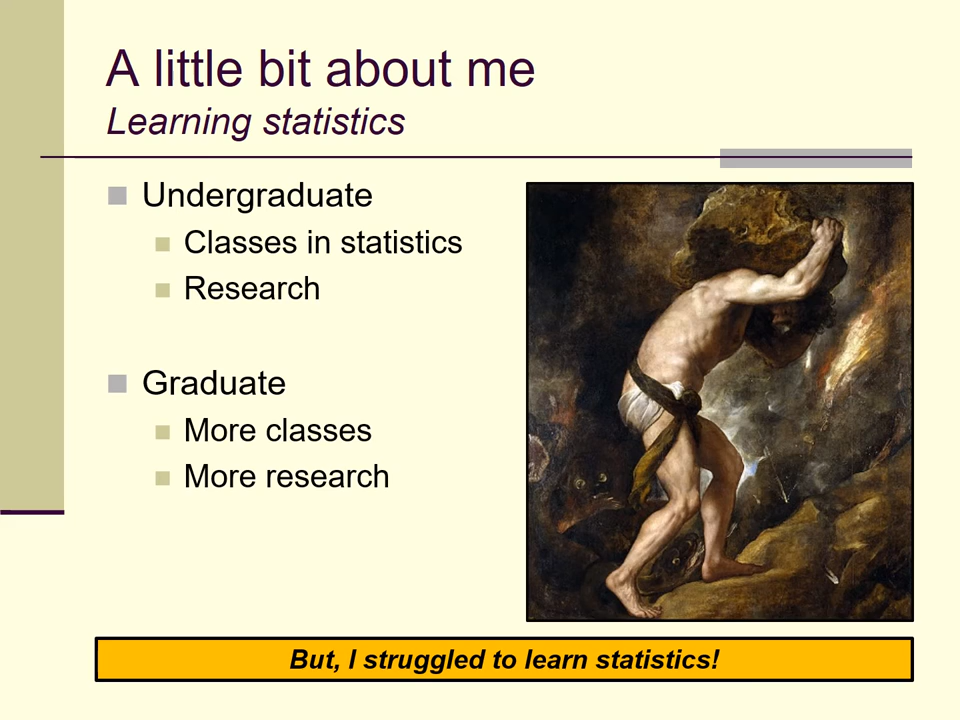 A little bit about me
Learning statistics
Undergraduate
Classes in statistics
Research
Graduate
More classes
More research
But, I struggled to learn statistics!